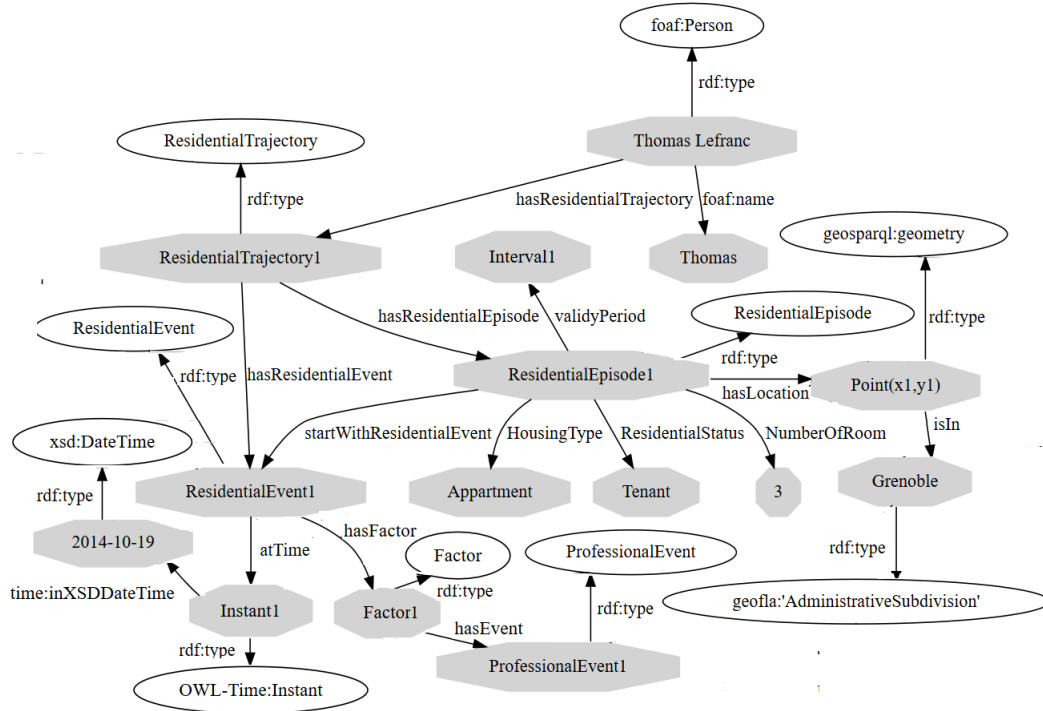 foaf:Person
rdf:type
ResidentialTrajectory
Thomas Lefranc
rdf:type
hasResidentialTrajectory
foaf:name
geosparql:geometry
ResidentialTrajectory1
Interval1
Thomas
ResidentialEvent
hasResidentialEpisode
validyPeriod
ResidentialEpisode
rdf:type
rdf:type
rdf:type
hasResidentialEvent
ResidentialEpisode1
hasLocation
Point(x1,y1)
xsd:DateTime
startWithResidentialEvent
HousingType
ResidentialStatus
NumberOfRoom
isIn
rdf:type
ResidentialEvent1
Appartment
Tenant
3
Grenoble
2014-10-19
atTime
hasFactor
Factor
ProfessionalEvent
rdf:type
time:inXSDDateTime
rdf:type
geofla:'AdministrativeSubdivision'
Instant1
Factor1
hasEvent
rdf:type
rdf:type
ProfessionalEvent1
OWL-Time:Instant